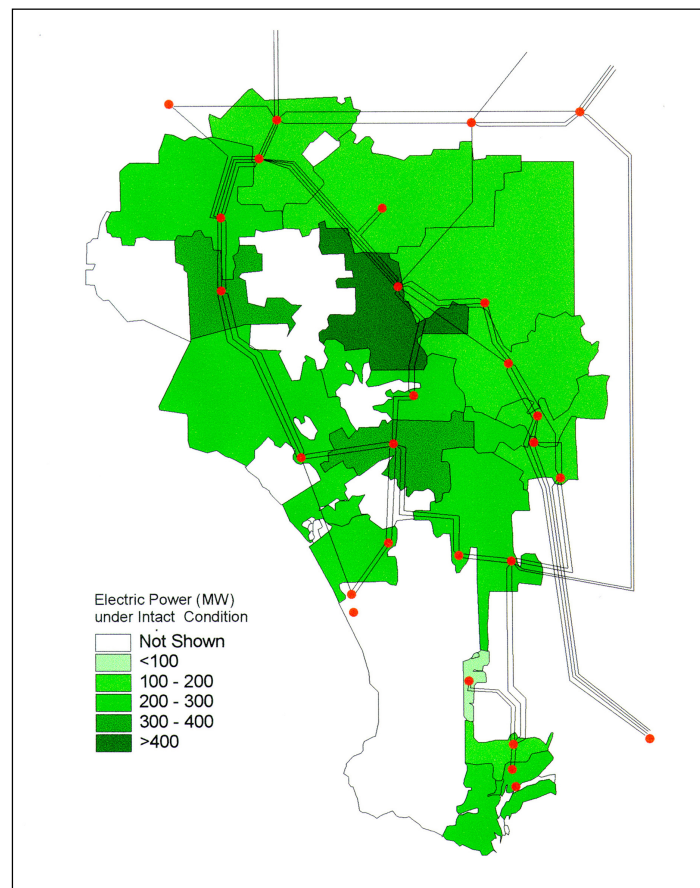 Electric Power (MW)
under Intact Condition
Not Shown
<100
100 - 200
200 - 300
300 - 400
>400